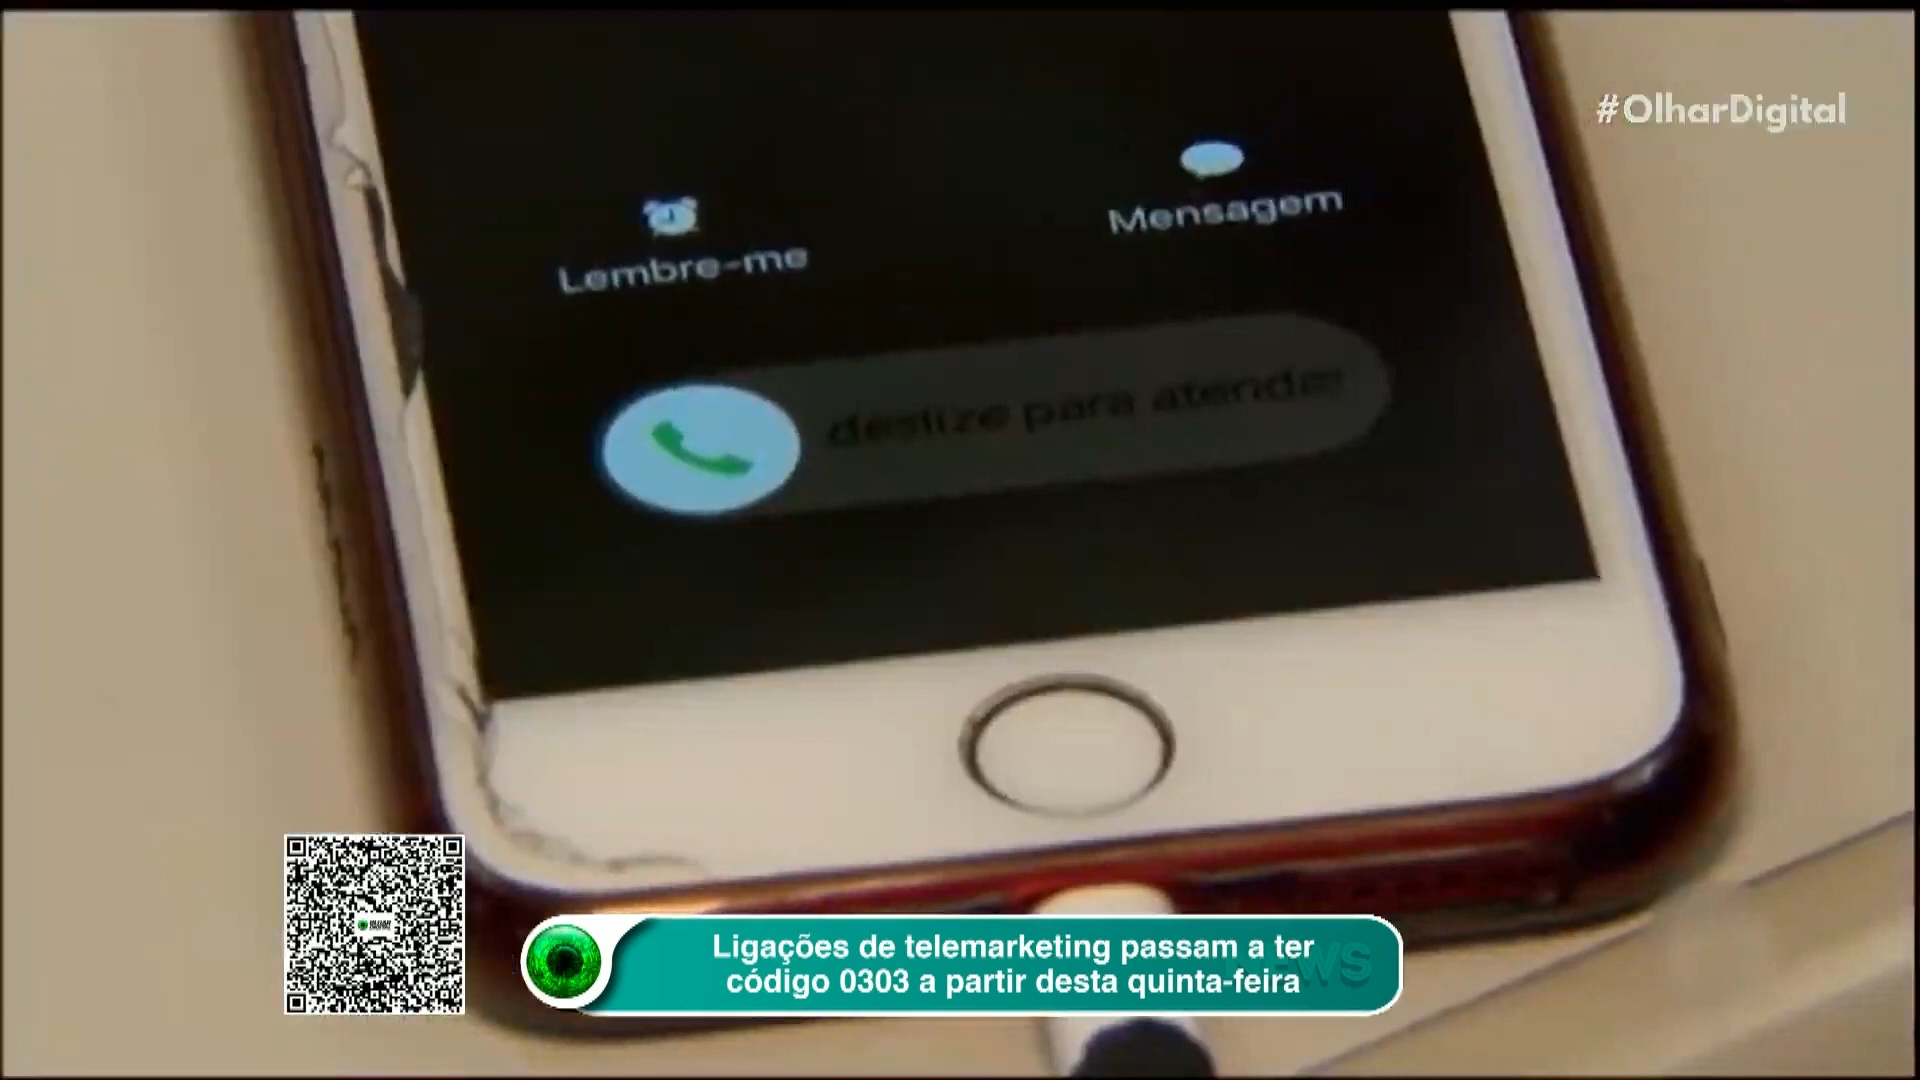 #OlharDigital
Mensagem
Lembre-me
deslize para atender
Ligações de telemarketing passam a ter
código 0303 a partir desta quinta-feira